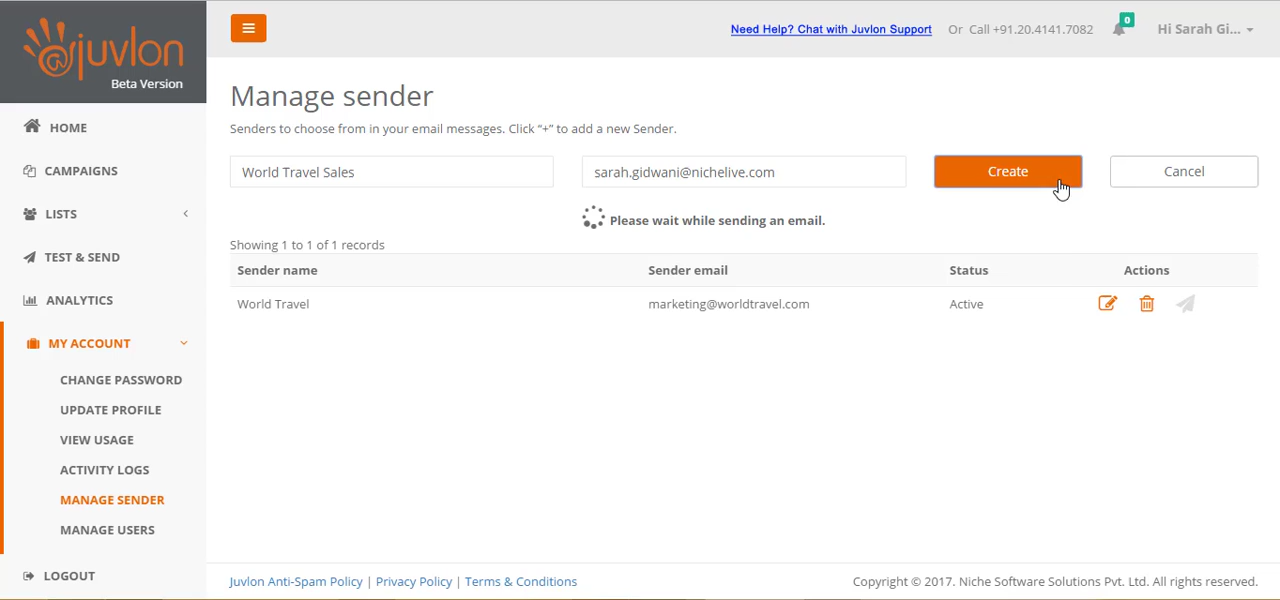 juvlon
Beta Version
Need Help? Chat with Juvlon Support Or Call +91.20.4141.7082 0 Hi Sarah Gi...
HOME
CAMPAIGNS
LISTS
TEST & SEND
ANALYTICS
MY ACCOUNT
CHANGE PASSWORD
UPDATE PROFILE
VIEW USAGE
ACTIVITY LOGS
MANAGE SENDER
MANAGE USERS
LOGOUT
Manage sender
Senders to choose from in your email messages. Click “+” to add a new Sender.
World Travel Sales sarah.gidwani@nichelive.com Create Cancel
Please wait while sending an email.
Showing 1 to 1 of 1 records
Sender name Sender email Status Actions
World Travel marketing@worldtravel.com Active
Juvlon Anti-Spam Policy | Privacy Policy | Terms & Conditions Copyright © 2017. Niche Software Solutions Pvt. Ltd. All rights reserved.